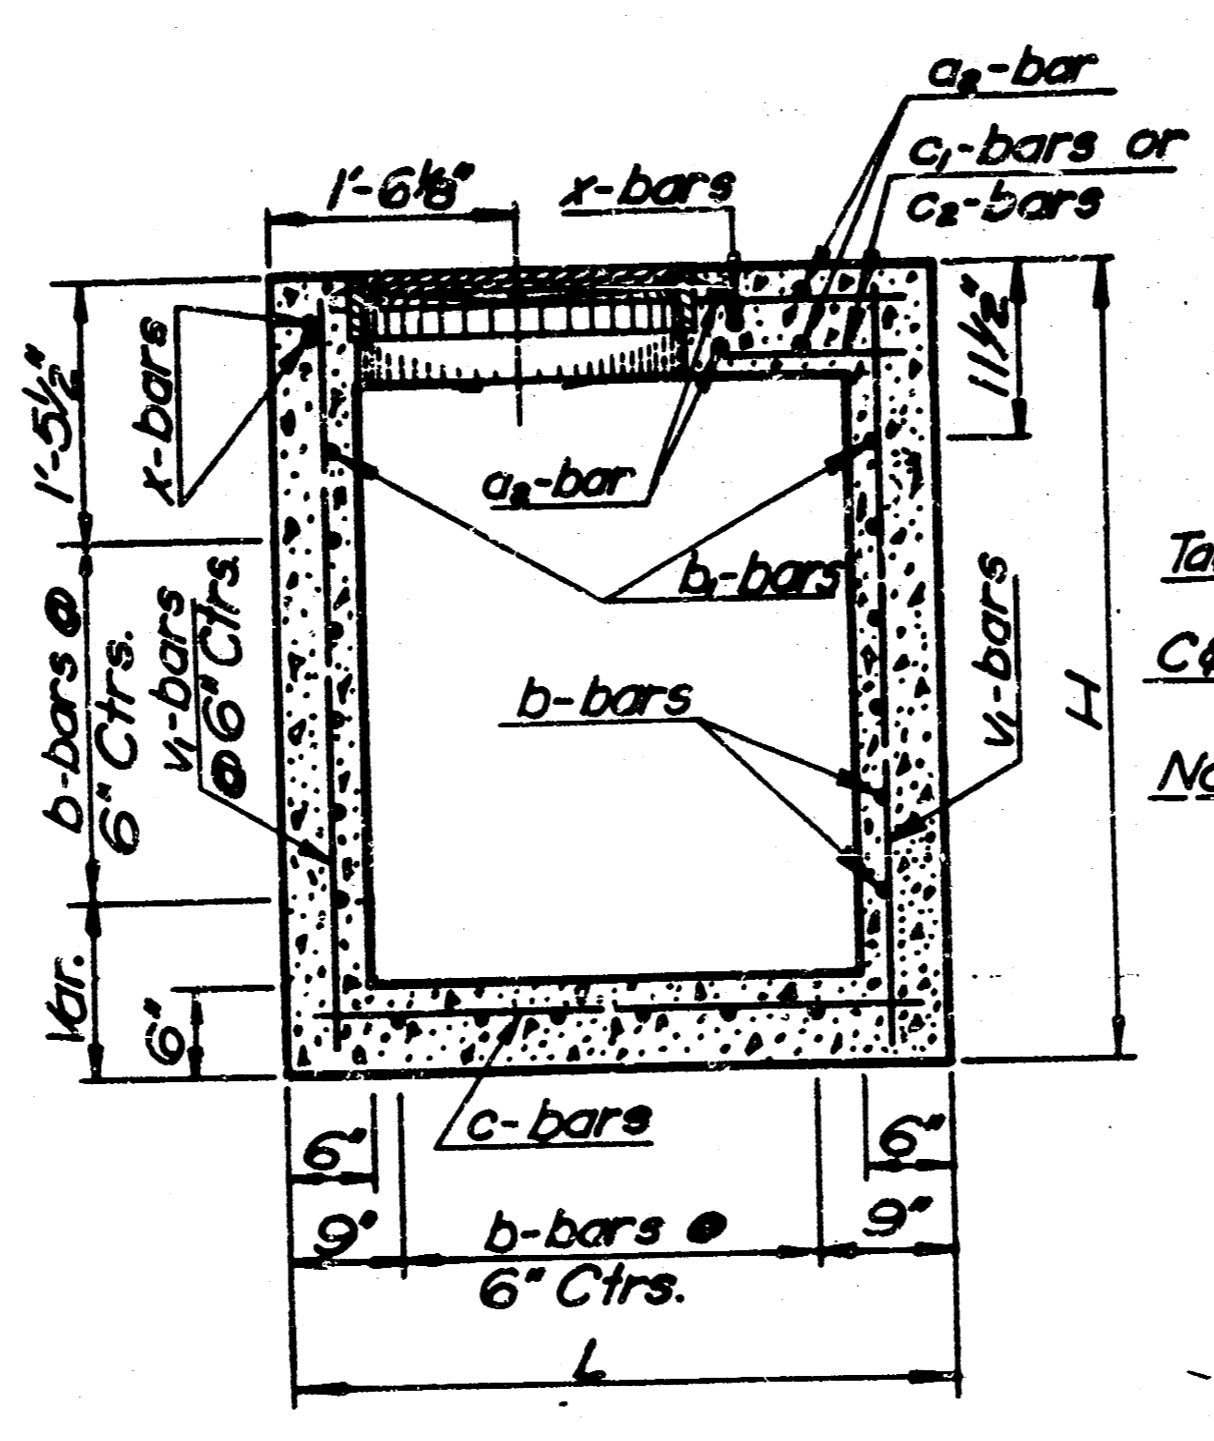 a₂-bar
c₁-bars or
c₂-bars
1'-6⅛"
x-bars
x-bars
1'-5½"
11½"
a₂-bar
b₁-bars
b-bars @
6" Ctrs.
v₁-bars
@ 6" Ctrs.
b-bars
v₁-bars
H
Var.
6"
c-bars
6"
6"
9"
b-bars @
6" Ctrs.
9"
L